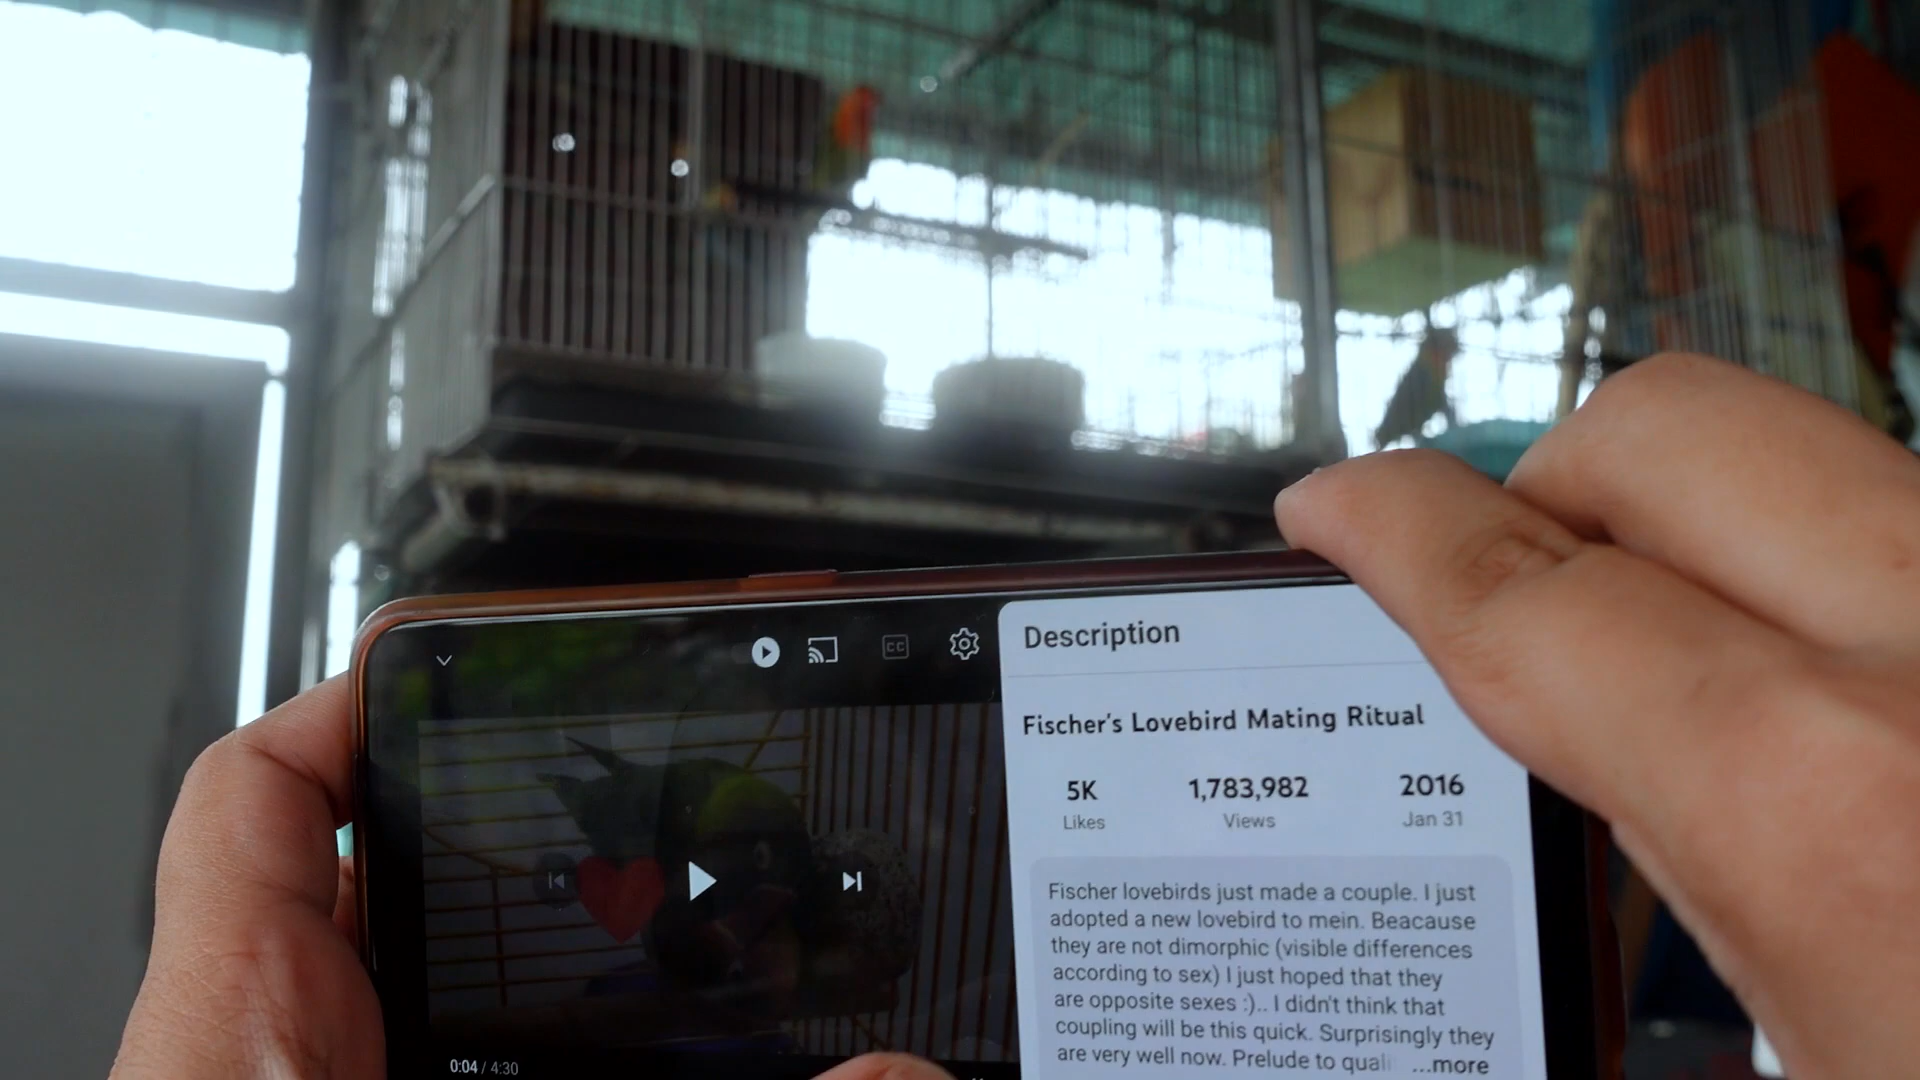 CC
Description
Fischer's Lovebird Mating Ritual
5K 1,783,982 2016
Likes Views Jan 31
Fischer lovebirds just made a couple. I just
adopted a new lovebird to mein. Beacause
they are not dimorphic (visible differences
according to sex) I just hoped that they
are opposite sexes :).. I didn't think that
coupling will be this quick. Surprisingly they
are very well now. Prelude to quali ...more
0:04 / 4:30